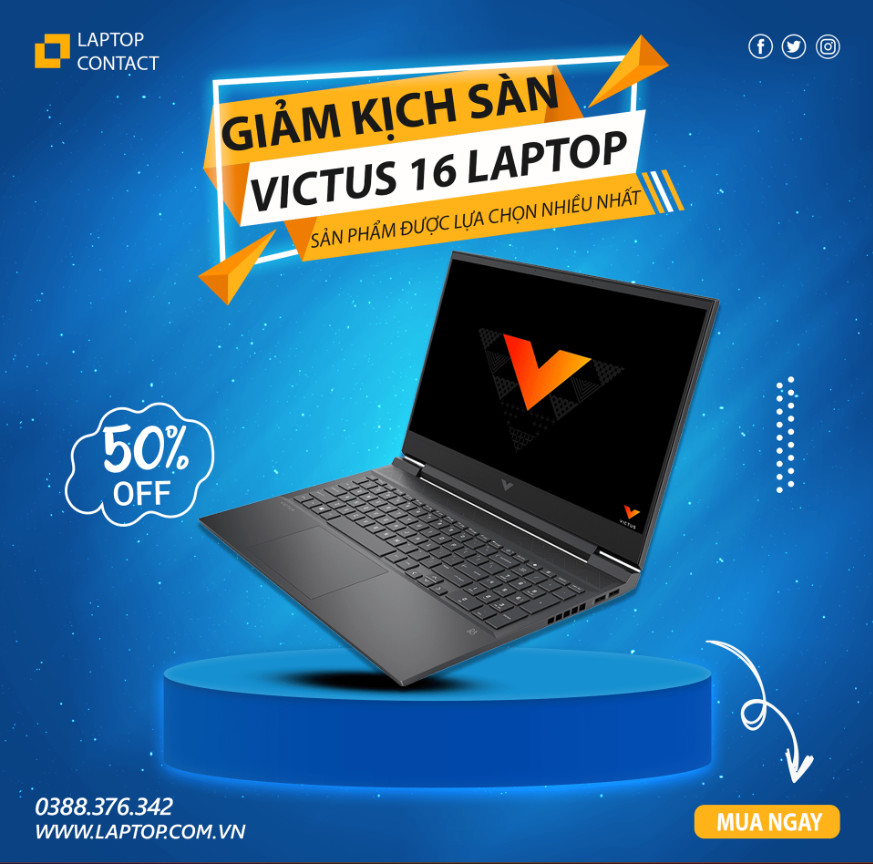 LAPTOP
CONTACT
GIẢM KỊCH SÀN
VICTUS 16 LAPTOP
SẢN PHẨM ĐƯỢC LỰA CHỌN NHIỀU NHẤT
50%
OFF
VICTUS
0388.376.342
WWW.LAPTOP.COM.VN
MUA NGAY